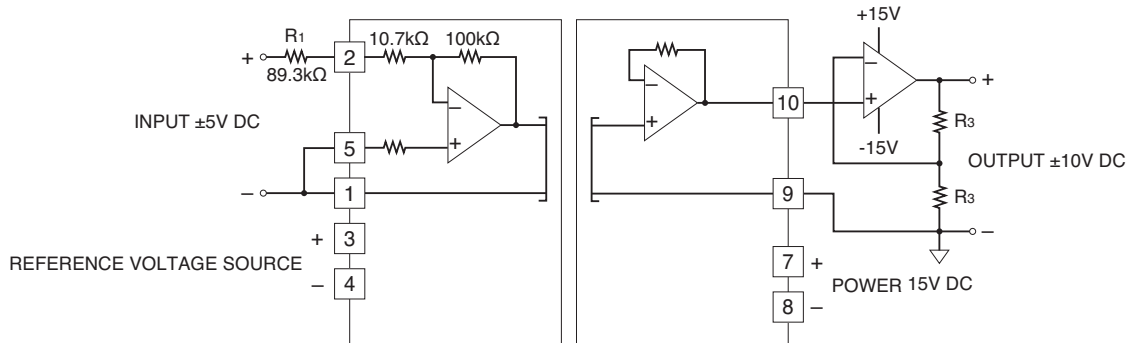 +15V
R1 2 10.7kΩ 100kΩ
+ 89.3kΩ
−
+
−
+
10
−
+
+
-15V
R3
INPUT ±5V DC
5
OUTPUT ±10V DC
− 1
9
R3
−
+ 3
REFERENCE VOLTAGE SOURCE
− 4
7 +
POWER 15V DC
8 −